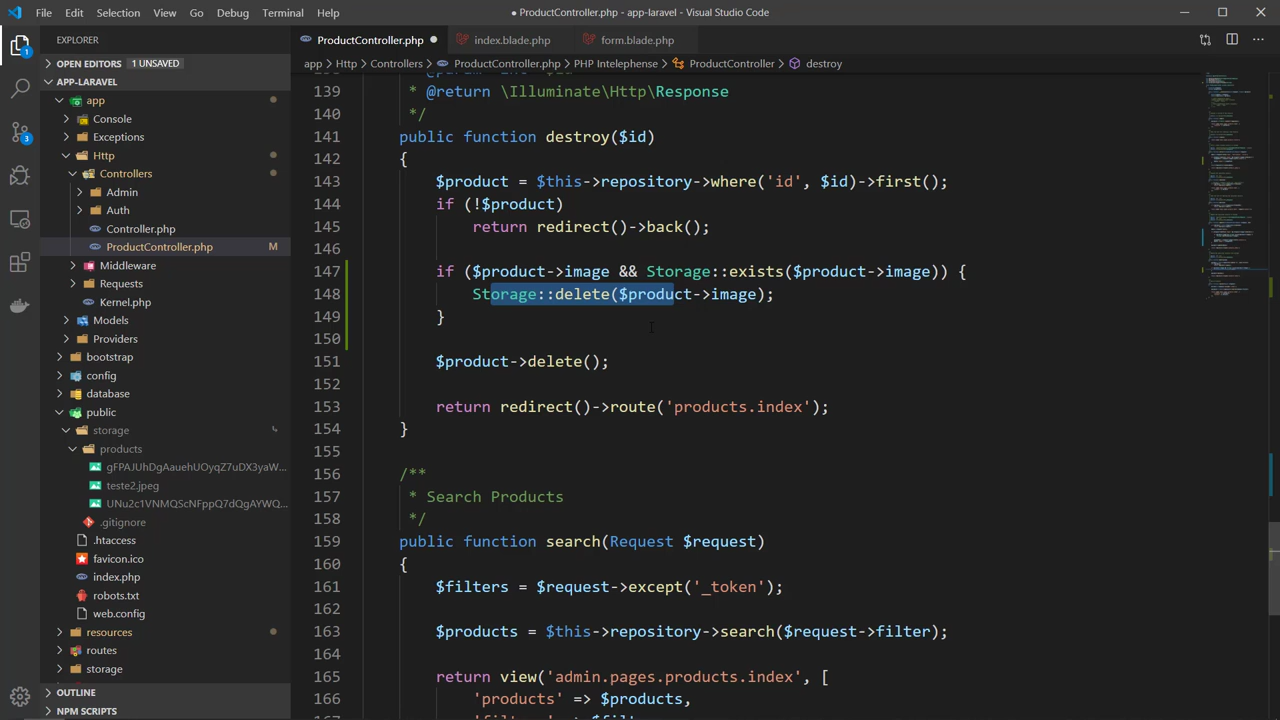 File Edit Selection View Go Debug Terminal Help
● ProductController.php - app-laravel - Visual Studio Code
EXPLORER
OPEN EDITORS 1 UNSAVED
APP-LARAVEL
app
Console
Exceptions
Http
Controllers
Admin
Auth
Controller.php
ProductController.php M
Middleware
Requests
Kernel.php
Models
Providers
bootstrap
config
database
public
storage
products
gFPAJUhDgAauehUOyqZ7uDX3yaW...
teste2.jpeg
UNu2c1VNMQScNFppQ7dQgAYWQ...
.gitignore
.htaccess
favicon.ico
index.php
robots.txt
web.config
resources
routes
storage
OUTLINE
NPM SCRIPTS
1
3
ProductController.php ● index.blade.php form.blade.php
app > Http > Controllers > ProductController.php > PHP Intelephense > ProductController > destroy
139 * @return \Illuminate\Http\Response
140 */
141 public function destroy($id)
142 {
143 $product = $this->repository->where('id', $id)->first();
144 if (!$product)
145 return redirect()->back();
146
147 if ($product->image && Storage::exists($product->image)) {
148 Storage::delete($product->image);
149 }
150
151 $product->delete();
152
153 return redirect()->route('products.index');
154 }
155
156 /**
157 * Search Products
158 */
159 public function search(Request $request)
160 {
161 $filters = $request->except('_token');
162
163 $products = $this->repository->search($request->filter);
164
165 return view('admin.pages.products.index', [
166 'products' => $products,